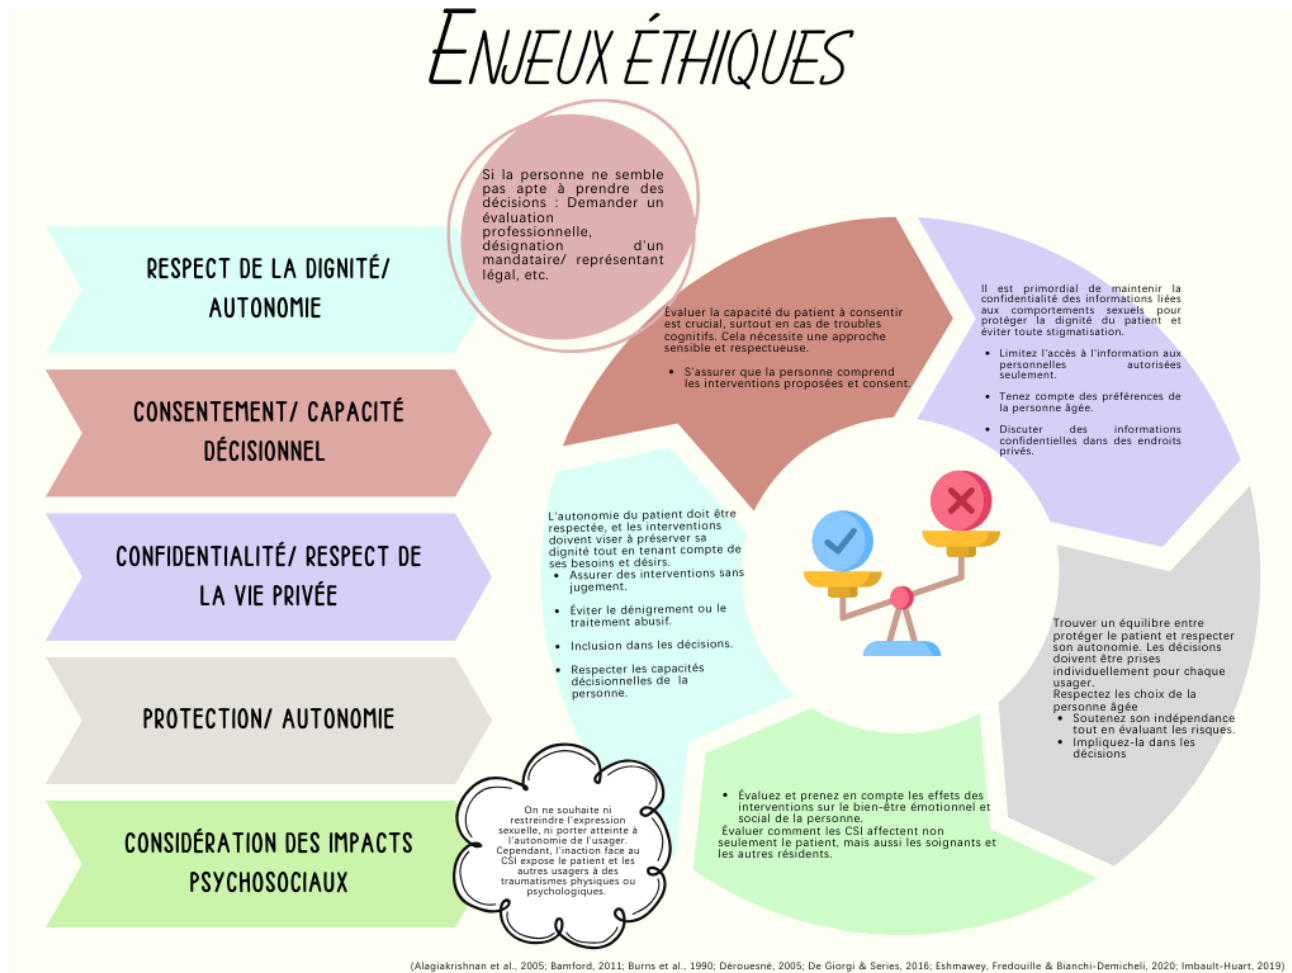 ENJEUX ÉTHIQUES
Si la personne ne semble
pas apte à prendre des
décisions : Demander un
évaluation
professionnelle,
désignation d'un
mandataire/ représentant
légal, etc.
RESPECT DE LA DIGNITÉ/
AUTONOMIE
CONSENTEMENT/ CAPACITÉ
DÉCISIONNEL
CONFIDENTIALITÉ/ RESPECT DE
LA VIE PRIVÉE
PROTECTION/ AUTONOMIE
CONSIDÉRATION DES IMPACTS
PSYCHOSOCIAUX
Évaluer la capacité du patient à consentir
est crucial, surtout en cas de troubles
cognitifs. Cela nécessite une approche
sensible et respectueuse.
• S'assurer que la personne comprend
les interventions proposées et consent.
Il est primordial de maintenir la
confidentialité des informations liées
aux comportements sexuels pour
protéger la dignité du patient et
éviter toute stigmatisation.
• Limitez l'accès à l'information aux
personnelles autorisées
seulement.
• Tenez compte des préférences de
la personne âgée.
• Discuter des informations
confidentielles dans des endroits
privés.
L'autonomie du patient doit être
respectée, et les interventions
doivent viser à préserver sa
dignité tout en tenant compte de
ses besoins et désirs.
• Assurer des interventions sans
jugement.
• Éviter le dénigrement ou le
traitement abusif.
• Inclusion dans les décisions.
• Respecter les capacités
décisionnelles de la
personne.
Trouver un équilibre entre
protéger le patient et respecter
son autonomie. Les décisions
doivent être prises
individuellement pour chaque
usager.
Respectez les choix de la
personne âgée
• Soutenez son indépendance
tout en évaluant les risques.
• Impliquez-la dans les
décisions
• Évaluez et prenez en compte les effets des
interventions sur le bien-être émotionnel et
social de la personne.
Évaluer comment les CSI affectent non
seulement le patient, mais aussi les soignants et
les autres résidents.
On ne souhaite ni
restreindre l'expression
sexuelle, ni porter atteinte à
l'autonomie de l'usager.
Cependant, l'inaction face au
CSI expose le patient et les
autres usagers à des
traumatismes physiques ou
psychologiques.
(Alagiakrishnan et al., 2005; Bamford, 2011; Burns et al., 1990; Dérouesné, 2005; De Giorgi & Series, 2016; Eshmawey, Fredouille & Bianchi-Demicheli, 2020; Imbault-Huart, 2019)